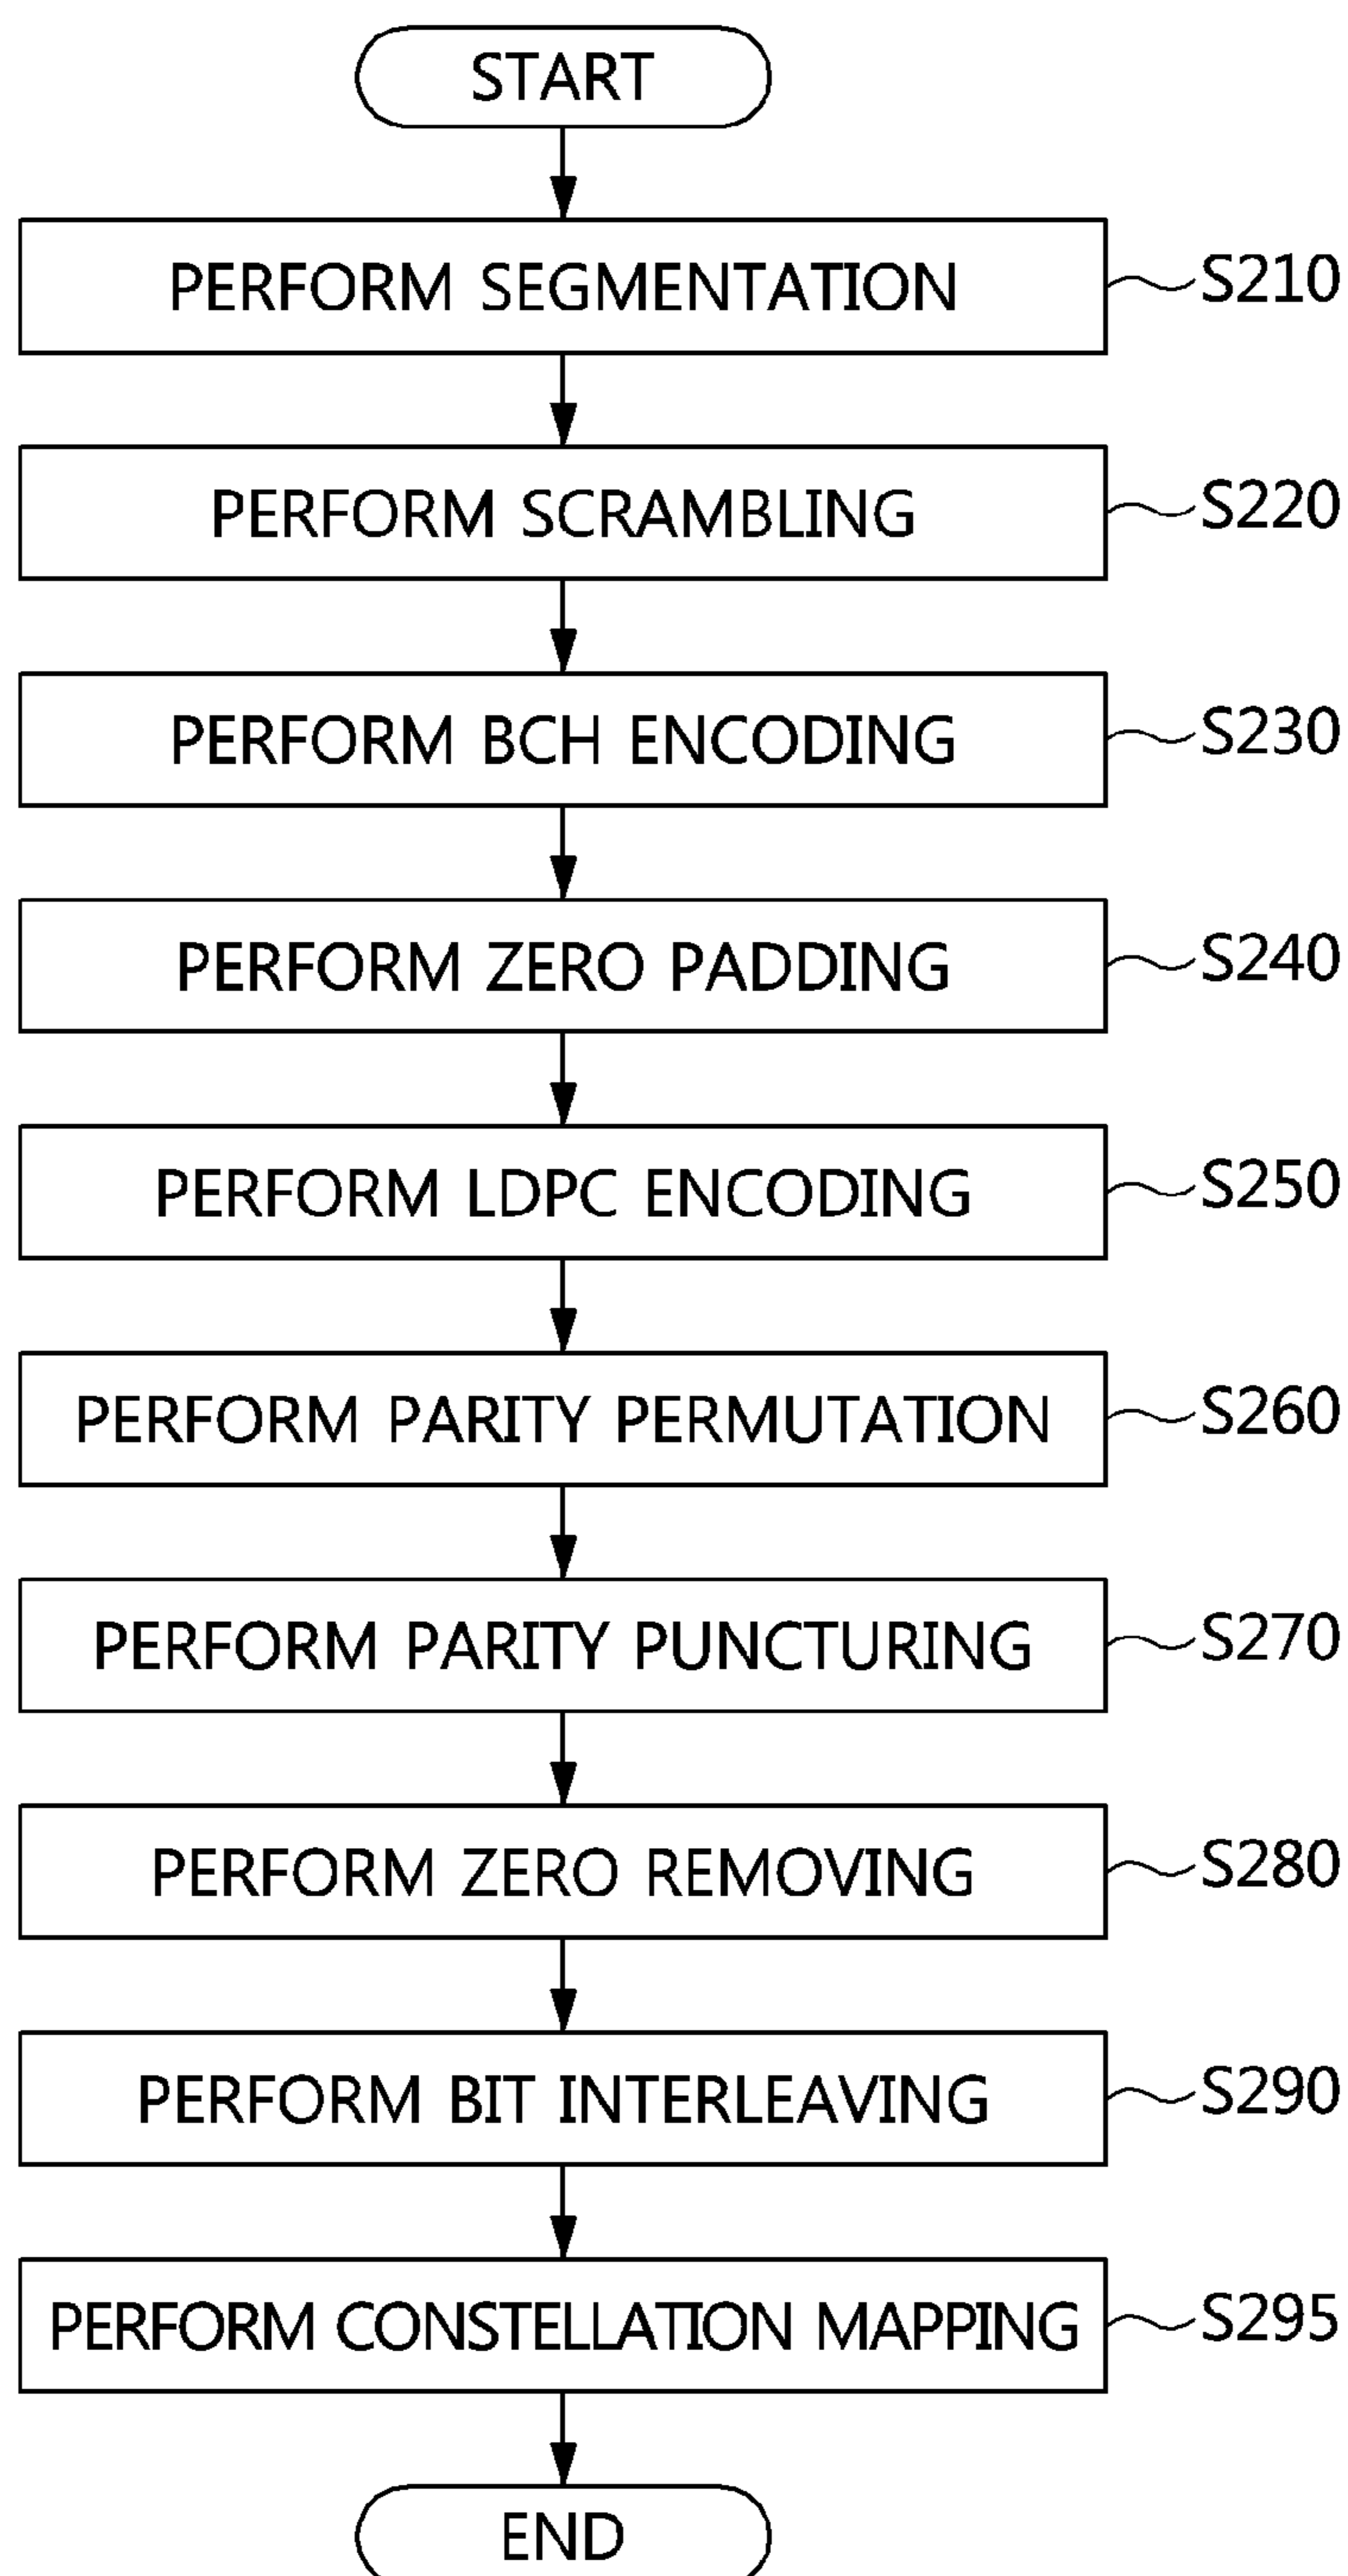 START
PERFORM SEGMENTATION S210
PERFORM SCRAMBLING S220
PERFORM BCH ENCODING S230
PERFORM ZERO PADDING S240
PERFORM LDPC ENCODING S250
PERFORM PARITY PERMUTATION S260
PERFORM PARITY PUNCTURING S270
PERFORM ZERO REMOVING S280
PERFORM BIT INTERLEAVING S290
PERFORM CONSTELLATION MAPPING S295
END